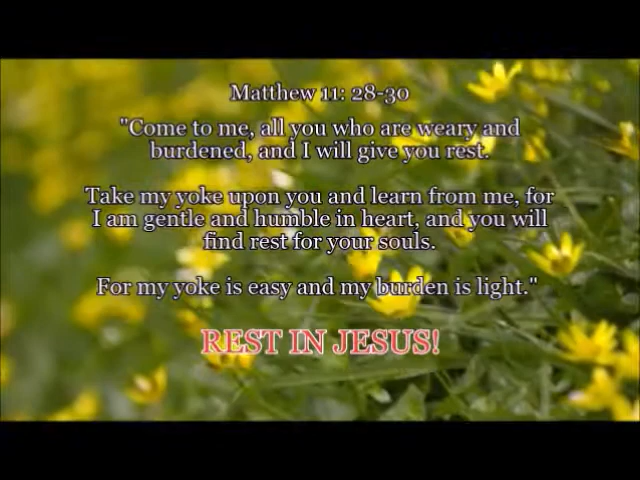 Matthew 11: 28-30
"Come to me, all you who are weary and
burdened, and I will give you rest.
Take my yoke upon you and learn from me, for
I am gentle and humble in heart, and you will
find rest for your souls.
For my yoke is easy and my burden is light."
REST IN JESUS!